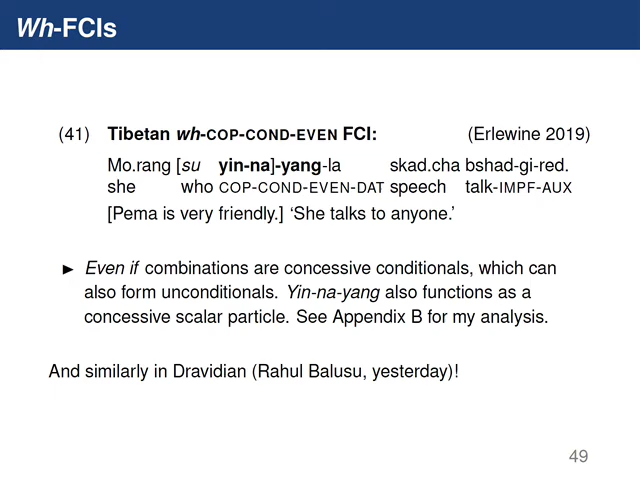 Wh-FCIs
(41) Tibetan wh-COP-COND-EVEN FCI: (Erlewine 2019)
Mo.rang [su yin-na]-yang-la skad.cha bshad-gi-red.
she who COP-COND-EVEN-DAT speech talk-IMPF-AUX
[Pema is very friendly.] ‘She talks to anyone.’
▶ Even if combinations are concessive conditionals, which can
also form unconditionals. Yin-na-yang also functions as a
concessive scalar particle. See Appendix B for my analysis.
And similarly in Dravidian (Rahul Balusu, yesterday)!
49